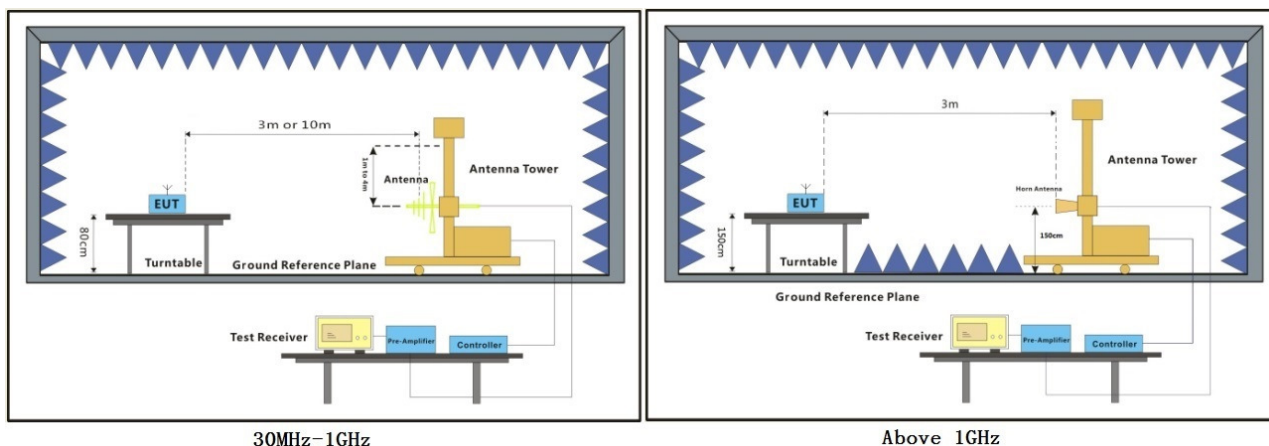 3m or 10m
1m to 4m
Antenna
Antenna Tower
EUT
80cm
Turntable
Ground Reference Plane
Test Receiver
Pre-Amplifier
Controller
30MHz-1GHz
3m
Antenna Tower
Horn Antenna
EUT
150cm
150cm
Turntable
Ground Reference Plane
Test Receiver
Pre-Amplifier
Controller
Above 1GHz